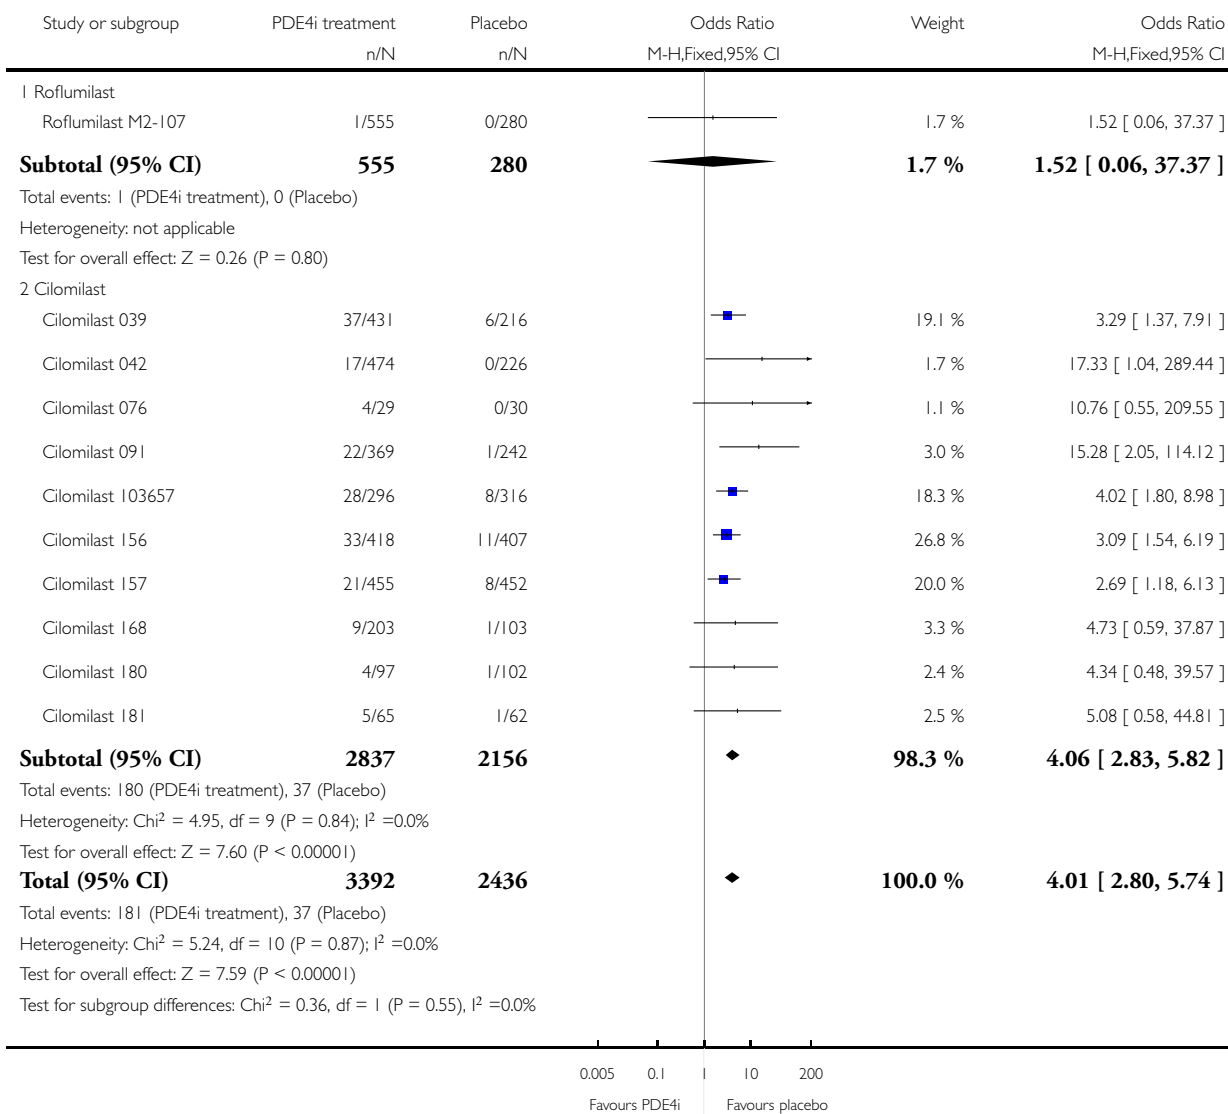 Study or subgroup PDE4i treatment Placebo Odds Ratio Weight Odds Ratio
n/N n/N M-H,Fixed,95% CI M-H,Fixed,95% CI
1 Roflumilast
Roflumilast M2-107 1/555 0/280 1.7 % 1.52 [ 0.06, 37.37 ]
Subtotal (95% CI) 555 280 1.7 % 1.52 [ 0.06, 37.37 ]
Total events: 1 (PDE4i treatment), 0 (Placebo)
Heterogeneity: not applicable
Test for overall effect: Z = 0.26 (P = 0.80)
2 Cilomilast
Cilomilast 039 37/431 6/216 19.1 % 3.29 [ 1.37, 7.91 ]
Cilomilast 042 17/474 0/226 1.7 % 17.33 [ 1.04, 289.44 ]
Cilomilast 076 4/29 0/30 1.1 % 10.76 [ 0.55, 209.55 ]
Cilomilast 091 22/369 1/242 3.0 % 15.28 [ 2.05, 114.12 ]
Cilomilast 103657 28/296 8/316 18.3 % 4.02 [ 1.80, 8.98 ]
Cilomilast 156 33/418 11/407 26.8 % 3.09 [ 1.54, 6.19 ]
Cilomilast 157 21/455 8/452 20.0 % 2.69 [ 1.18, 6.13 ]
Cilomilast 168 9/203 1/103 3.3 % 4.73 [ 0.59, 37.87 ]
Cilomilast 180 4/97 1/102 2.4 % 4.34 [ 0.48, 39.57 ]
Cilomilast 181 5/65 1/62 2.5 % 5.08 [ 0.58, 44.81 ]
Subtotal (95% CI) 2837 2156 98.3 % 4.06 [ 2.83, 5.82 ]
Total events: 180 (PDE4i treatment), 37 (Placebo)
Heterogeneity: Chi² = 4.95, df = 9 (P = 0.84); I² =0.0%
Test for overall effect: Z = 7.60 (P < 0.00001)
Total (95% CI) 3392 2436 100.0 % 4.01 [ 2.80, 5.74 ]
Total events: 181 (PDE4i treatment), 37 (Placebo)
Heterogeneity: Chi² = 5.24, df = 10 (P = 0.87); I² =0.0%
Test for overall effect: Z = 7.59 (P < 0.00001)
Test for subgroup differences: Chi² = 0.36, df = 1 (P = 0.55), I² =0.0%
0.005 0.1 1 10 200
Favours PDE4i Favours placebo